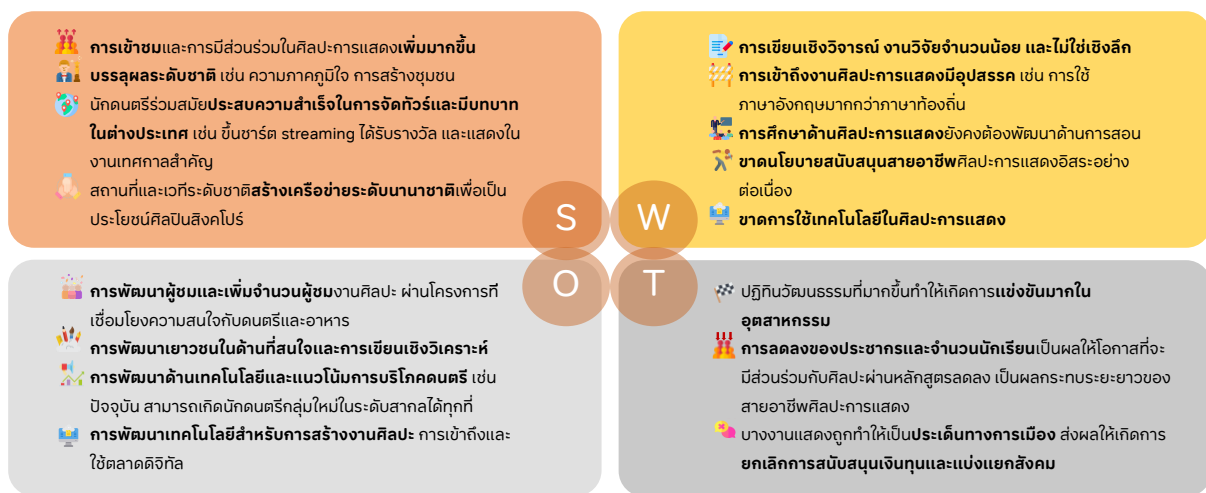 การเข้าชมและการมีส่วนร่วมในศิลปะการแสดงเพิ่มมากขึ้น
บรรลุผลระดับชาติ เช่น ความภาคภูมิใจ การสร้างชุมชน
นักดนตรีร่วมสมัยประสบความสำเร็จในการจัดทัวร์และมีบทบาท
ในต่างประเทศ เช่น ขึ้นชาร์ต streaming ได้รับรางวัล และแสดงใน
งานเทศกาลสำคัญ
สถานที่และเวทีระดับชาติสร้างเครือข่ายระดับนานาชาติเพื่อเป็น
ประโยชน์ศิลปินสิงคโปร์
S
การเขียนเชิงวิจารณ์ งานวิจัยจำนวนน้อย และไม่ใช่เชิงลึก
การเข้าถึงงานศิลปะการแสดงมีอุปสรรค เช่น การใช้
ภาษาอังกฤษมากกว่าภาษาท้องถิ่น
การศึกษาด้านศิลปะการแสดงยังคงต้องพัฒนาด้านการสอน
ขาดนโยบายสนับสนุนสายอาชีพศิลปะการแสดงอิสระอย่าง
ต่อเนื่อง
ขาดการใช้เทคโนโลยีในศิลปะการแสดง
W
O
การพัฒนาผู้ชมและเพิ่มจำนวนผู้ชมงานศิลปะ ผ่านโครงการที่
เชื่อมโยงความสนใจกับดนตรีและอาหาร
การพัฒนาเยาวชนในด้านที่สนใจและการเขียนเชิงวิเคราะห์
การพัฒนาด้านเทคโนโลยีและแนวโน้มการบริโภคดนตรี เช่น
ปัจจุบัน สามารถเกิดนักดนตรีกลุ่มใหม่ในระดับสากลได้ทุกที่
การพัฒนาเทคโนโลยีสำหรับการสร้างงานศิลปะ การเข้าถึงและ
ใช้ตลาดดิจิทัล
T
ปฏิทินวัฒนธรรมที่มากขึ้นทำให้เกิดการแข่งขันมากใน
อุตสาหกรรม
การลดลงของประชากรและจำนวนนักเรียนเป็นผลให้โอกาสที่จะ
มีส่วนร่วมกับศิลปะผ่านหลักสูตรลดลง เป็นผลกระทบระยะยาวของ
สายอาชีพศิลปะการแสดง
บางงานแสดงถูกทำให้เป็นประเด็นทางการเมือง ส่งผลให้เกิดการ
ยกเลิกการสนับสนุนเงินทุนและแบ่งแยกสังคม